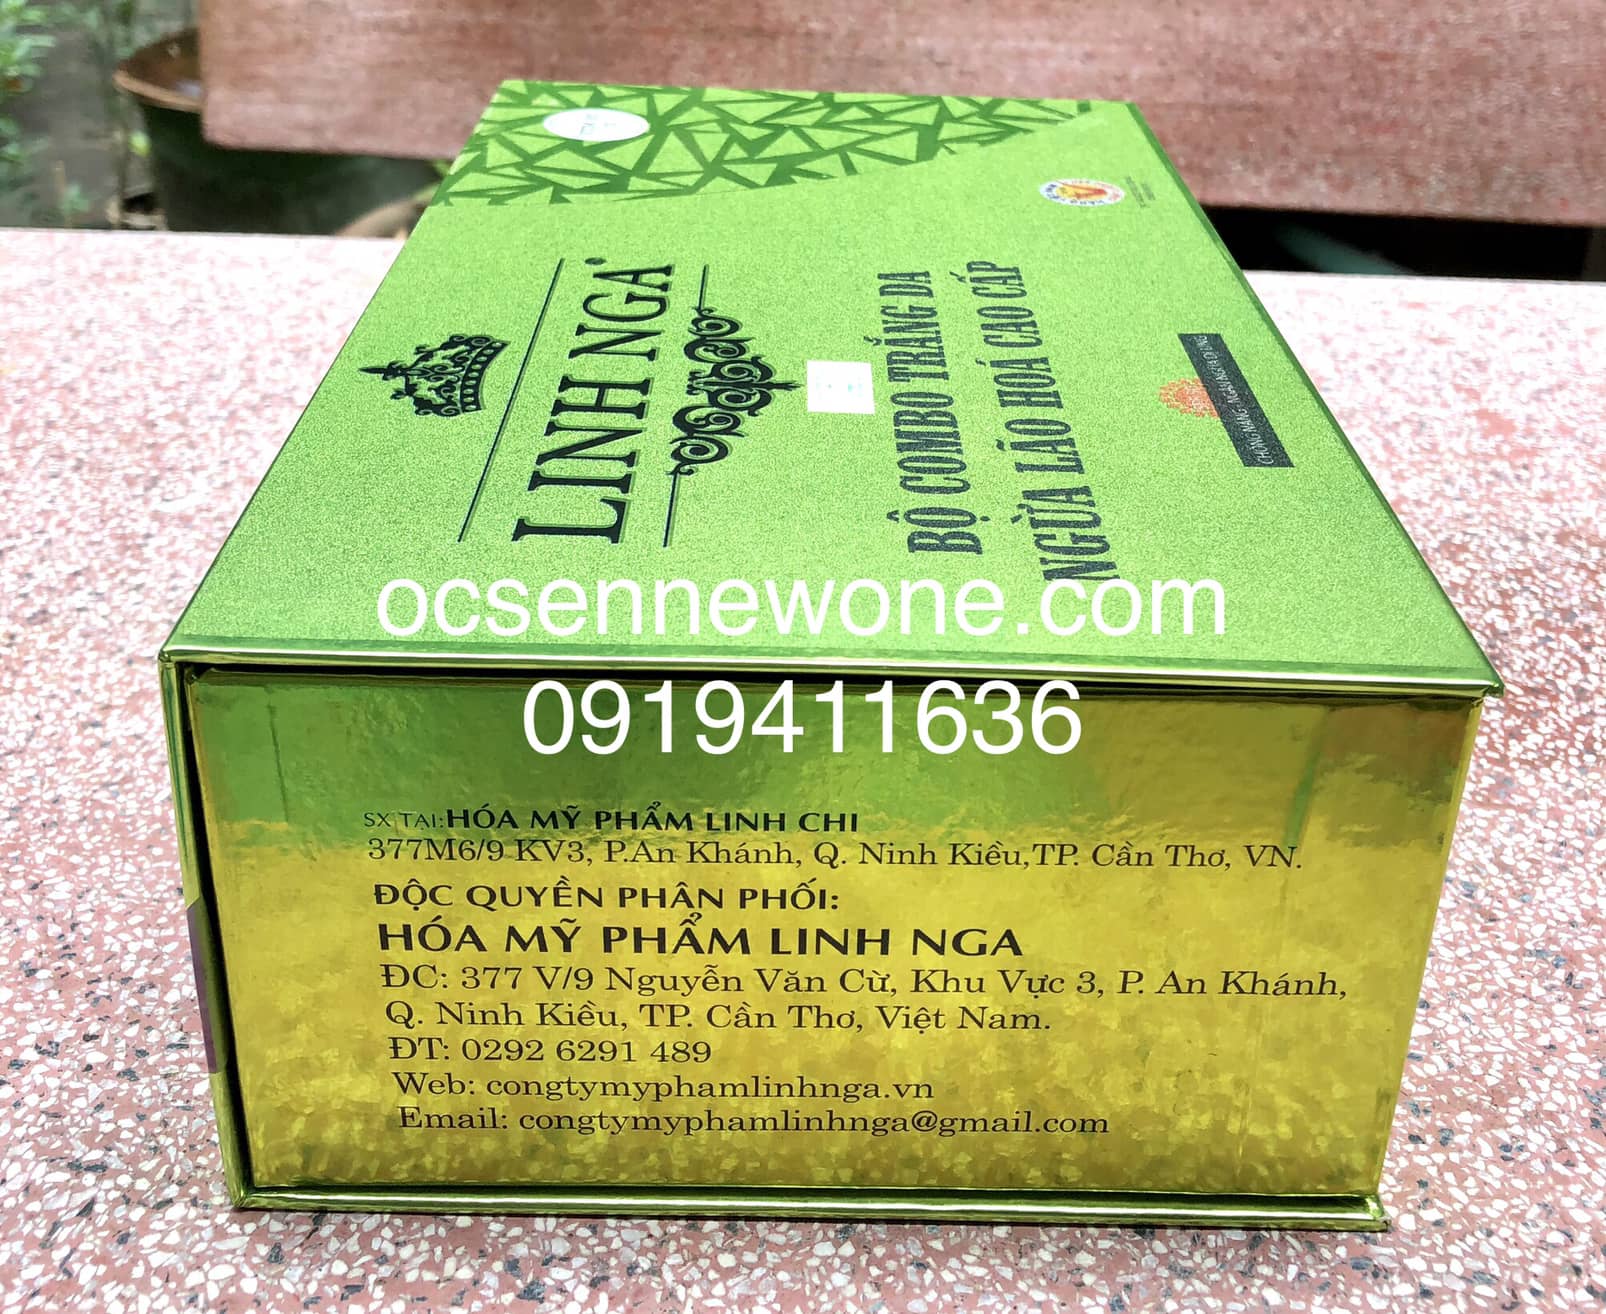 LINH NGA
BỘ COMBO TRẮNG DA
NGỪA LÃO HOÁ CAO CẤP
ocsennewone.com
0919411636
SX TẠI:HÓA MỸ PHẨM LINH CHI
377M6/9 KV3, P.An Khánh, Q. Ninh Kiều,TP. Cần Thơ, VN.
ĐỘC QUYỀN PHÂN PHỐI:
HÓA MỸ PHẨM LINH NGA
ĐC: 377 V/9 Nguyễn Văn Cừ, Khu Vực 3, P. An Khánh,
Q. Ninh Kiều, TP. Cần Thơ, Việt Nam.
ĐT: 0292 6291 489
Web: congtymyphamlinhnga.vn
Email: congtymyphamlinhnga@gmail.com